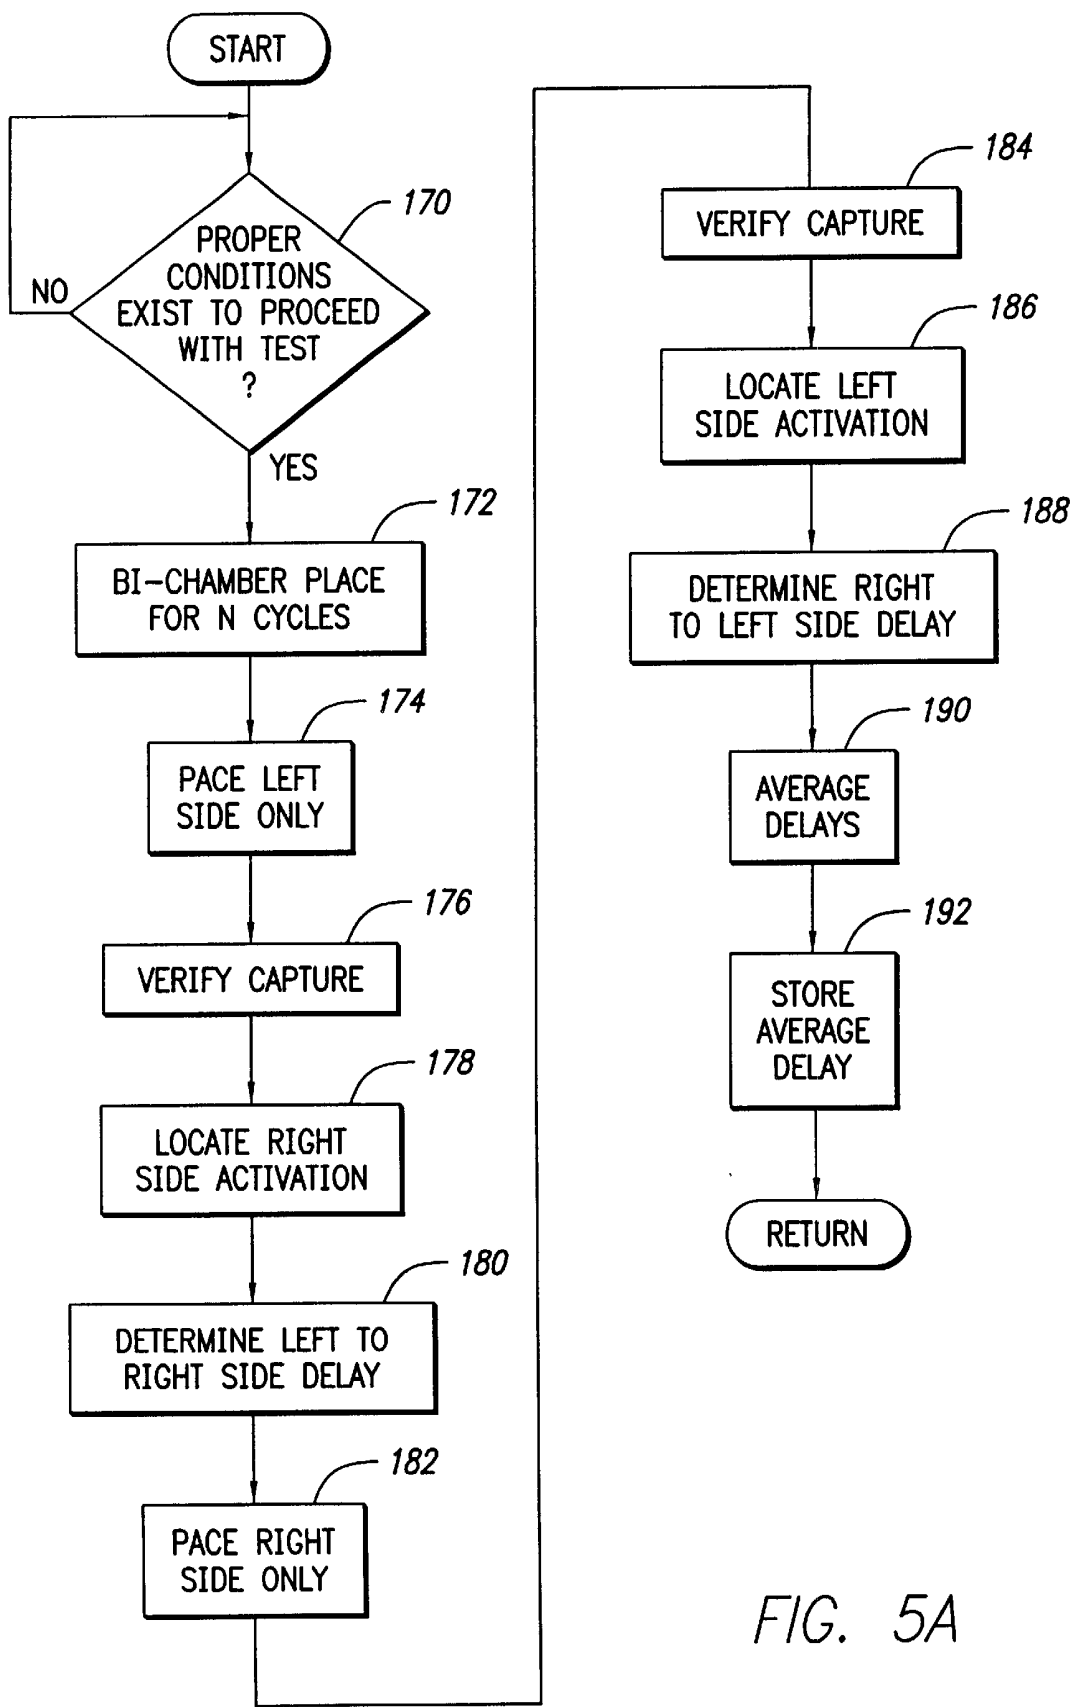 START
170
PROPER
CONDITIONS
EXIST TO PROCEED
WITH TEST
?
NO
YES
172
BI-CHAMBER PLACE
FOR N CYCLES
174
PACE LEFT
SIDE ONLY
176
VERIFY CAPTURE
178
LOCATE RIGHT
SIDE ACTIVATION
180
DETERMINE LEFT TO
RIGHT SIDE DELAY
182
PACE RIGHT
SIDE ONLY
184
VERIFY CAPTURE
186
LOCATE LEFT
SIDE ACTIVATION
188
DETERMINE RIGHT
TO LEFT SIDE DELAY
190
AVERAGE
DELAYS
192
STORE
AVERAGE
DELAY
RETURN
FIG. 5A